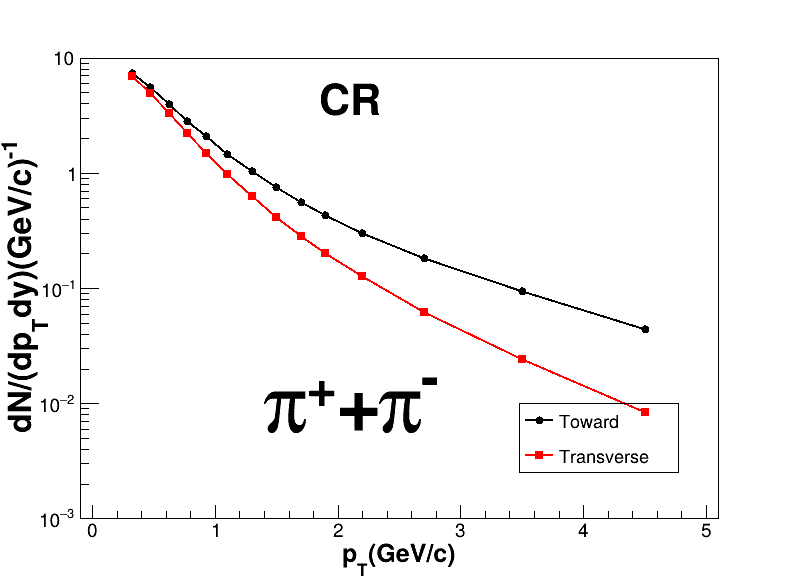 CR
dN/(dp_T dy)(GeV/c)^-1
10
1
10^-1
10^-2
10^-3
π^+ + π^-
Toward
Transverse
0 1 2 3 4 5
p_T(GeV/c)